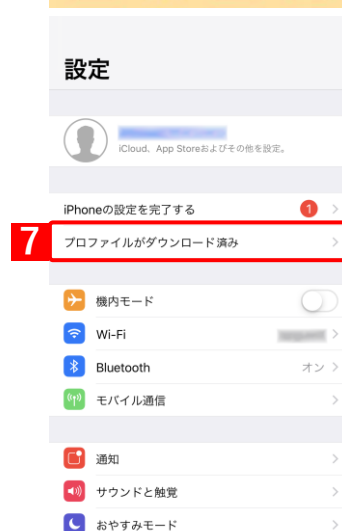 設定
iCloud、App Storeおよびその他を設定。
iPhoneの設定を完了する 1
7 プロファイルがダウンロード済み
機内モード
Wi-Fi
Bluetooth オン
モバイル通信
通知
サウンドと触覚
おやすみモード